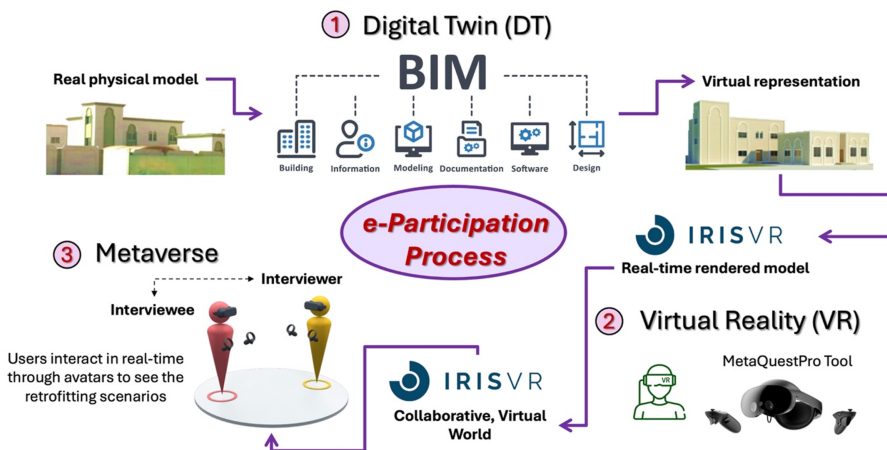 1 Digital Twin (DT)
BIM
Real physical model
Virtual representation
Building
Information
Modeling
Documentation
Software
Design
e-Participation
Process
IRISVR
Real-time rendered model
3 Metaverse
Interviewer
Interviewee
Users interact in real-time
through avatars to see the
retrofitting scenarios
IRISVR
Collaborative, Virtual
World
2 Virtual Reality (VR)
MetaQuestPro Tool
VR